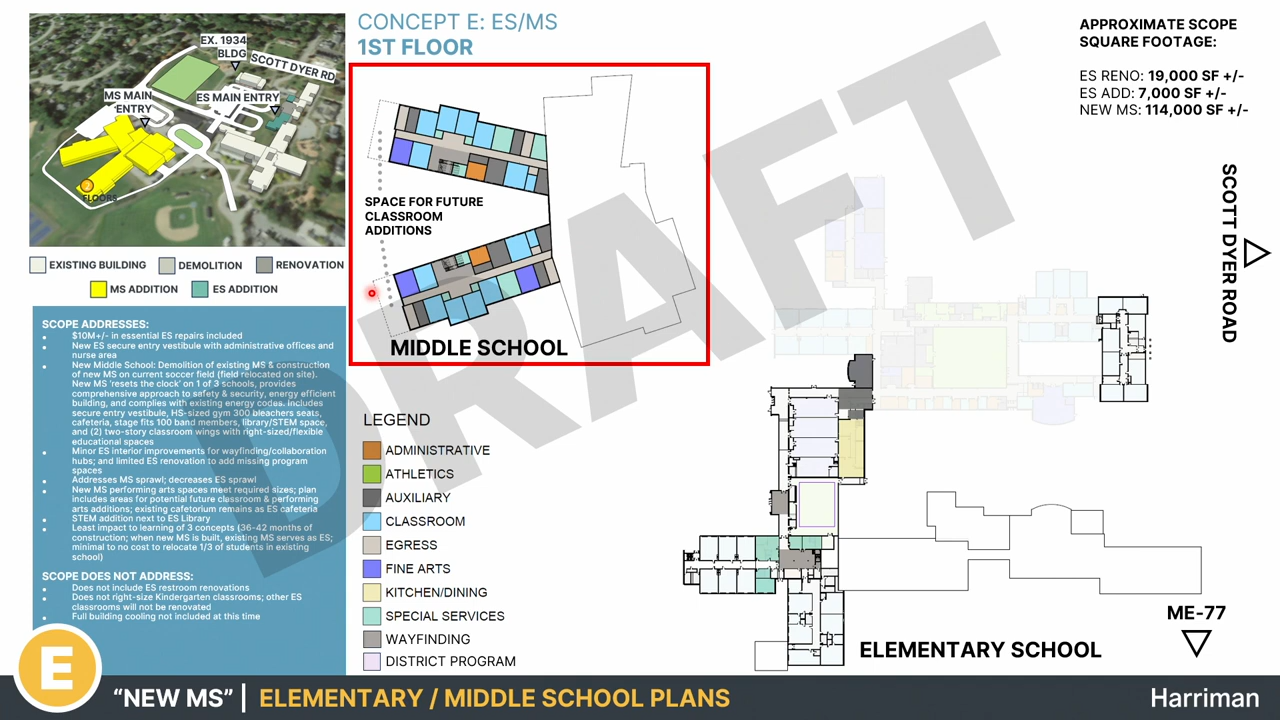 CONCEPT E: ES/MS
1ST FLOOR
EX. 1934
BLDG
SCOTT DYER RD
MS MAIN
ENTRY
ES MAIN ENTRY
2
FLOORS
EXISTING BUILDING
DEMOLITION
RENOVATION
MS ADDITION
ES ADDITION
SCOPE ADDRESSES:
• $10M+/- in essential ES repairs included
• New ES secure entry vestibule with administrative offices and
nurse area
• New Middle School: Demolition of existing MS & construction
of new MS on current soccer field (field relocated on site).
New MS 'resets the clock' on 1 of 3 schools, provides
comprehensive approach to safety & security, energy efficient
building, and complies with existing energy codes. Includes
secure entry vestibule, HS-sized gym 300 bleachers seats,
cafeteria, stage fits 100 band members, library/STEM space,
and (2) two-story classroom wings with right-sized/flexible
educational spaces
• Minor ES interior improvements for wayfinding/collaboration
hubs; and limited ES renovation to add missing program
spaces
• Addresses MS sprawl; decreases ES sprawl
• New MS performing arts spaces meet required sizes; plan
includes areas for potential future classroom & performing
arts additions; existing cafetorium remains as ES cafeteria
• STEM addition next to ES Library
• Least impact to learning of 3 concepts (36-42 months of
construction; when new MS is built, existing MS serves as ES;
minimal to no cost to relocate 1/3 of students in existing
school)
SCOPE DOES NOT ADDRESS:
• Does not include ES restroom renovations
• Does not right-size Kindergarten classrooms; other ES
classrooms will not be renovated
• Full building cooling not included at this time
SPACE FOR FUTURE
CLASSROOM
ADDITIONS
MIDDLE SCHOOL
LEGEND
ADMINISTRATIVE
ATHLETICS
AUXILIARY
CLASSROOM
EGRESS
FINE ARTS
KITCHEN/DINING
SPECIAL SERVICES
WAYFINDING
DISTRICT PROGRAM
APPROXIMATE SCOPE
SQUARE FOOTAGE:
ES RENO: 19,000 SF +/-
ES ADD: 7,000 SF +/-
NEW MS: 114,000 SF +/-
SCOTT DYER ROAD
ME-77
ELEMENTARY SCHOOL
DRAFT
E
"NEW MS" | ELEMENTARY / MIDDLE SCHOOL PLANS
Harriman